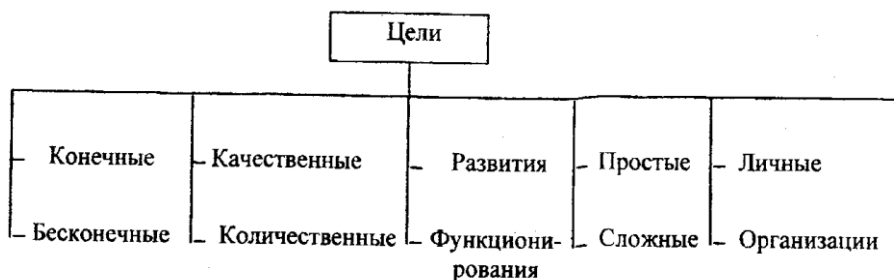 Цели
Конечные Качественные Развития Простые Личные
Бесконечные Количественные Функциони- Сложные Организации
рования